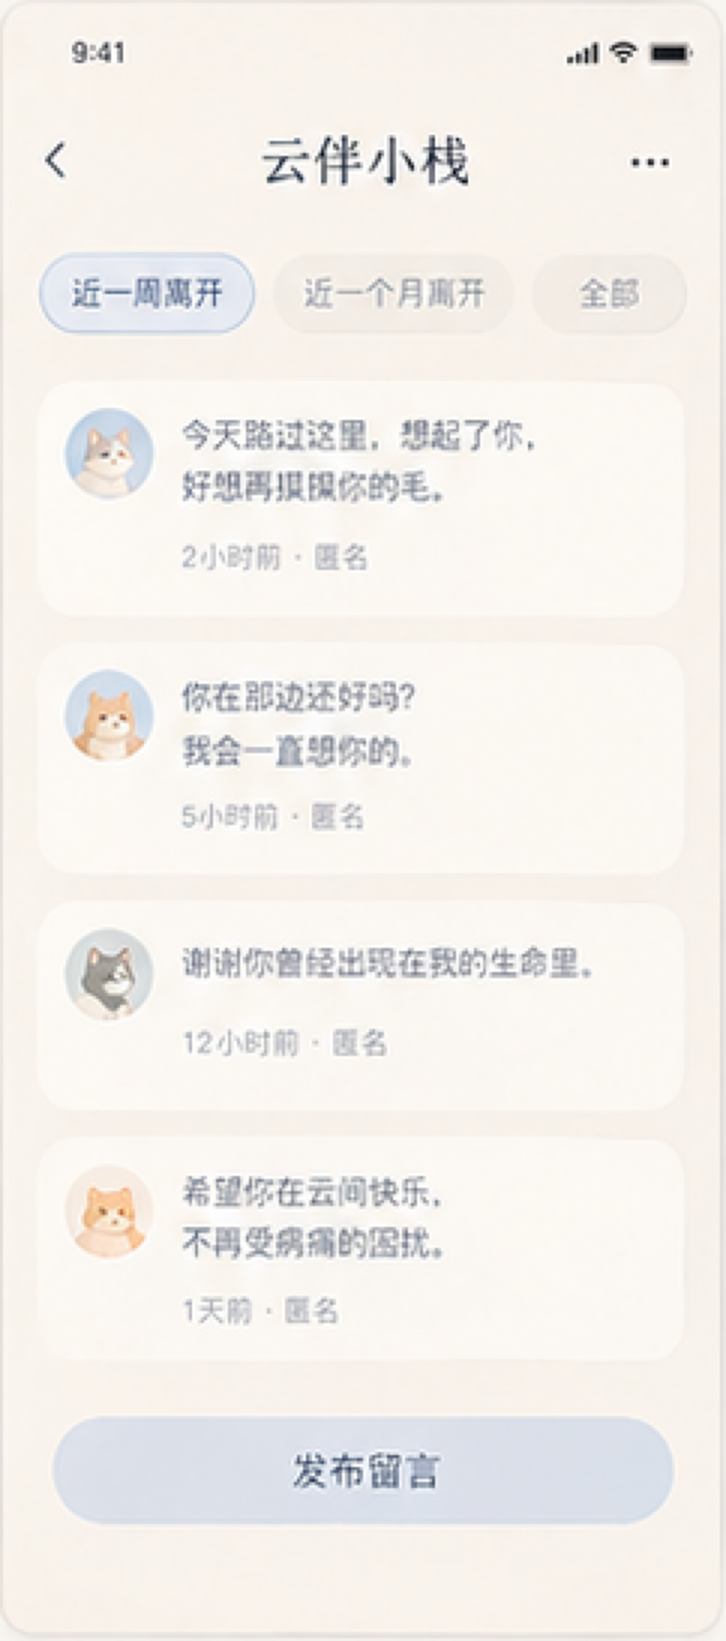 9:41
云伴小栈
近一周离开
近一个月离开
全部
今天路过这里，想起了你，
好想再摸摸你的毛。
2小时前 · 匿名
你在那边还好吗？
我会一直想你的。
5小时前 · 匿名
谢谢你曾经出现在我的生命里。
12小时前 · 匿名
希望你在云间快乐，
不再受病痛的困扰。
1天前 · 匿名
发布留言